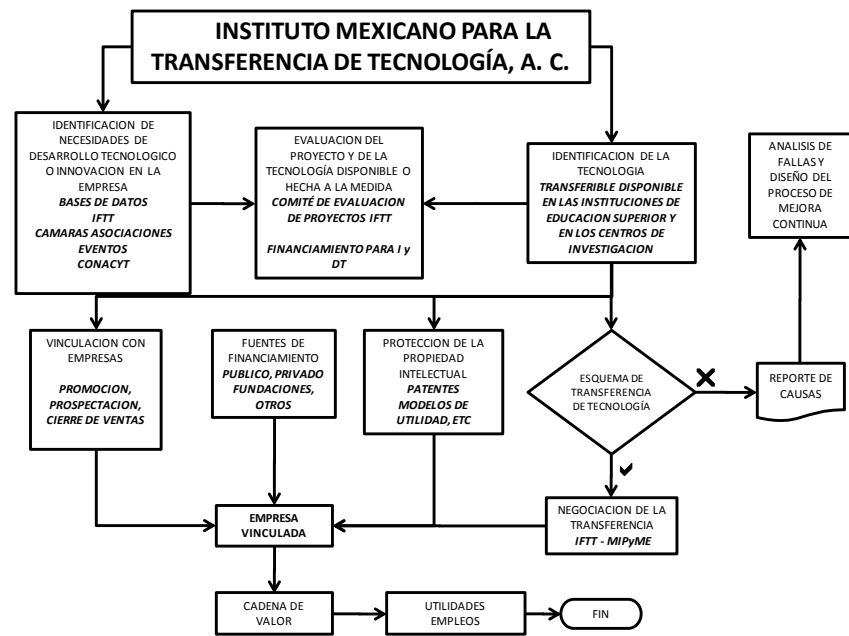 INSTITUTO MEXICANO PARA LA
TRANSFERENCIA DE TECNOLOGÍA, A. C.
IDENTIFICACION DE
NECESIDADES DE
DESARROLLO TECNOLOGICO
O INNOVACION EN LA
EMPRESA
BASES DE DATOS
IFTT
CAMARAS ASOCIACIONES
EVENTOS
CONACYT
EVALUACION DEL
PROYECTO Y DE LA
TECNOLOGÍA DISPONIBLE O
HECHA A LA MEDIDA
COMITÉ DE EVALUACION
DE PROYECTOS IFTT
FINANCIAMIENTO PARA I y
DT
IDENTIFICACION DE LA
TECNOLOGIA
TRANSFERIBLE DISPONIBLE
EN LAS INSTITUCIONES DE
EDUCACION SUPERIOR Y
EN LOS CENTROS DE
INVESTIGACION
ANALISIS DE
FALLAS Y
DISEÑO DEL
PROCESO DE
MEJORA
CONTINUA
VINCULACION CON
EMPRESAS
PROMOCION,
PROSPECTACION,
CIERRE DE VENTAS
FUENTES DE
FINANCIAMIENTO
PUBLICO, PRIVADO
FUNDACIONES,
OTROS
PROTECCION DE LA
PROPIEDAD
INTELECTUAL
PATENTES
MODELOS DE
UTILIDAD, ETC
ESQUEMA DE
TRANSFERENCIA
DE TECNOLOGÍA
REPORTE DE
CAUSAS
EMPRESA
VINCULADA
NEGOCIACION DE LA
TRANSFERENCIA
IFTT - MIPyME
CADENA DE
VALOR
UTILIDADES
EMPLEOS
FIN